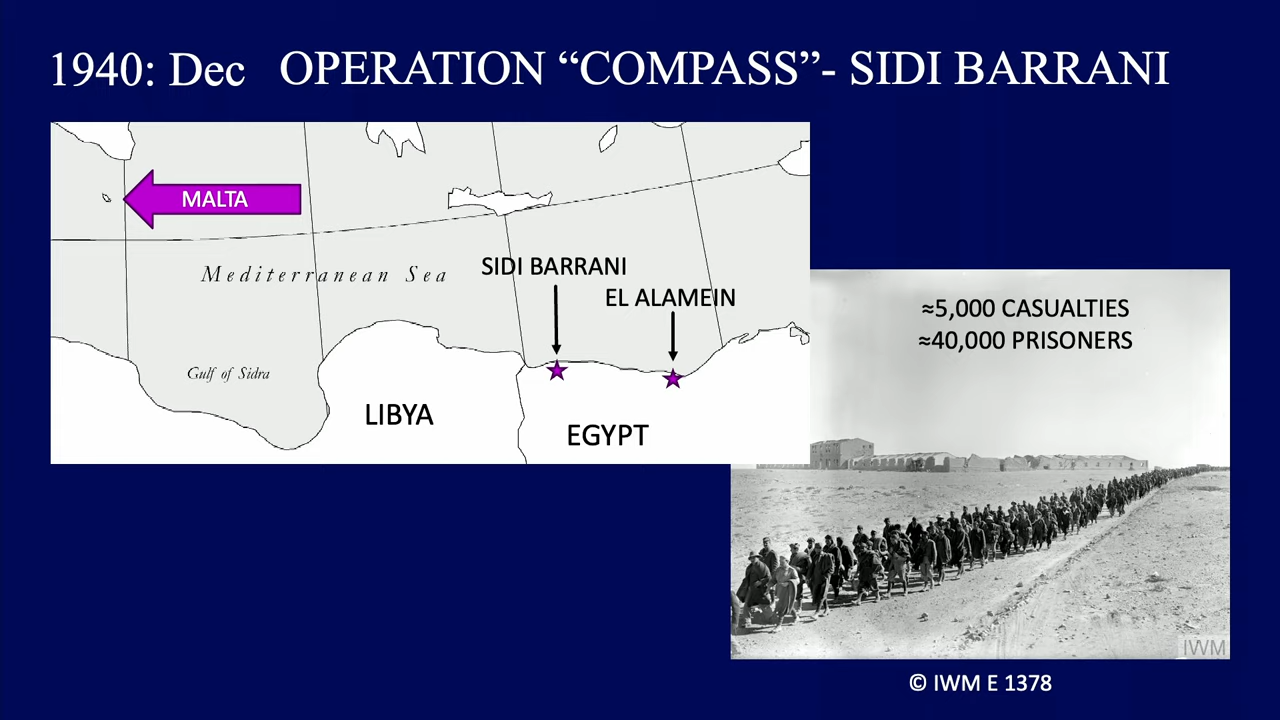 1940: Dec OPERATION “COMPASS”- SIDI BARRANI
MALTA
Mediterranean Sea
SIDI BARRANI
EL ALAMEIN
Gulf of Sidra
LIBYA
EGYPT
≈5,000 CASUALTIES
≈40,000 PRISONERS
IWM
© IWM E 1378